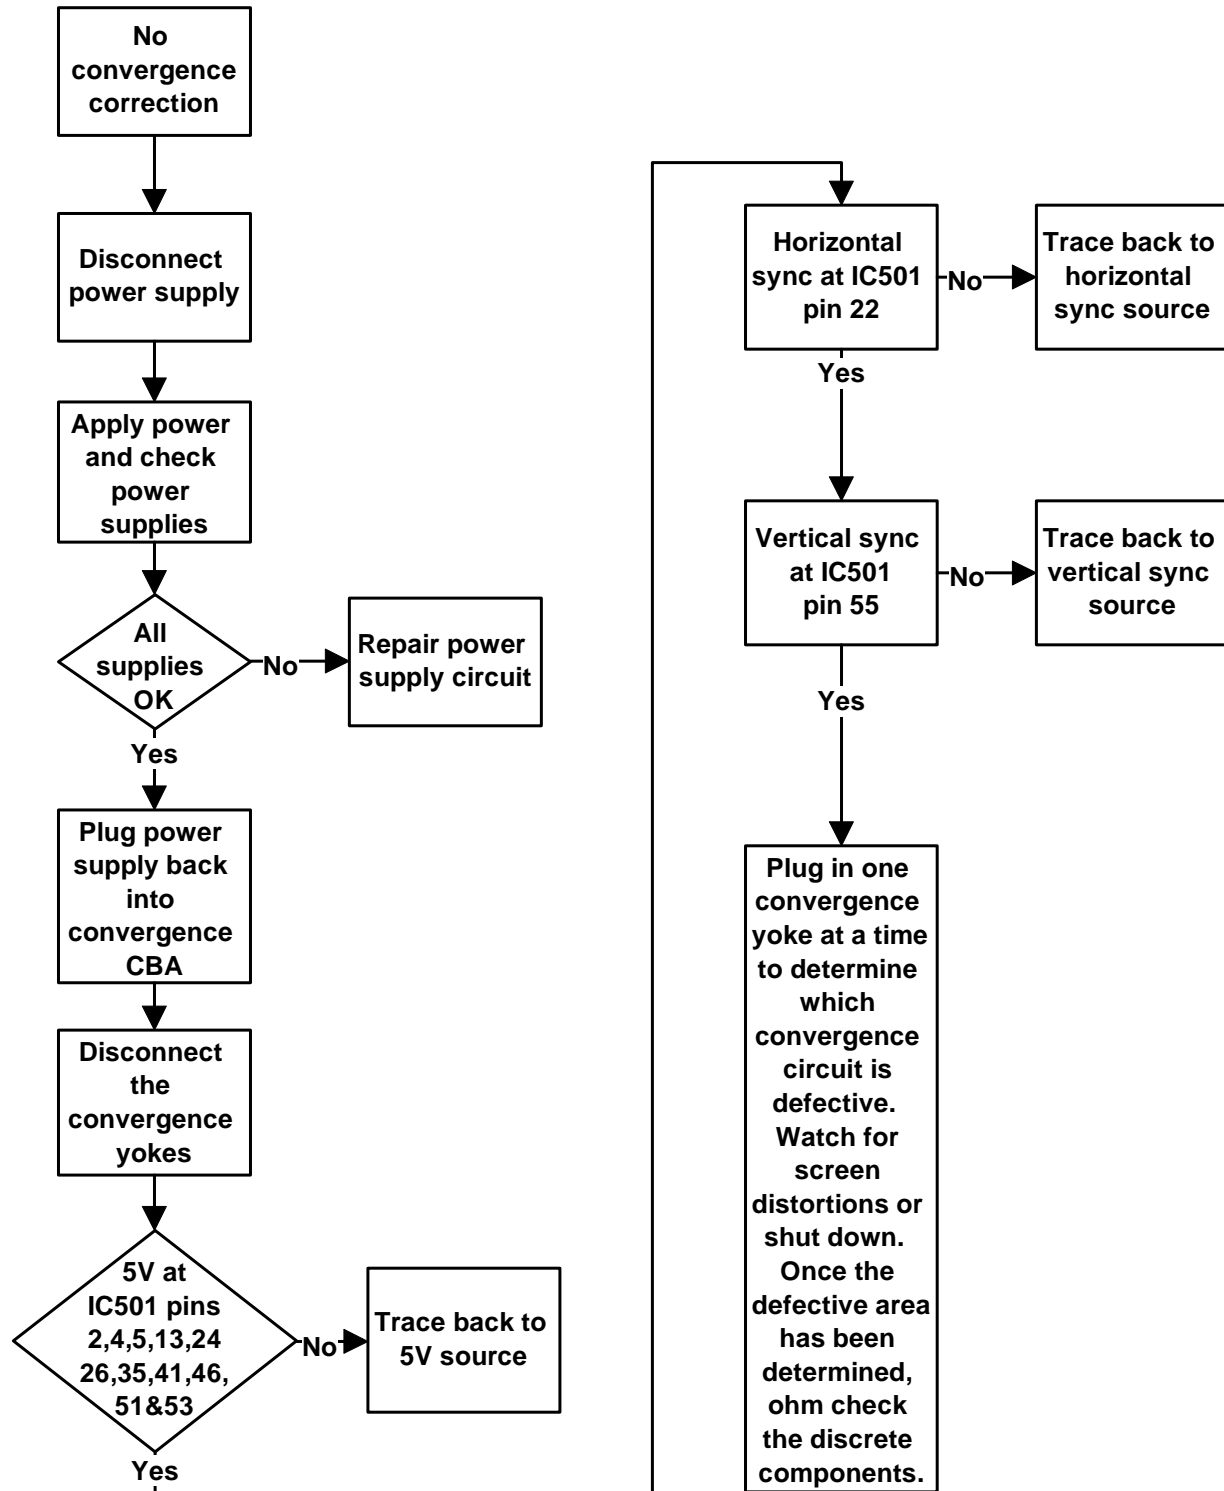 No
convergence
correction
Disconnect
power supply
Apply power
and check
power
supplies
All
supplies
OK
No
Repair power
supply circuit
Yes
Plug power
supply back
into
convergence
CBA
Disconnect
the
convergence
yokes
5V at
IC501 pins
2,4,5,13,24
26,35,41,46,
51&53
No
Trace back to
5V source
Yes
Horizontal
sync at IC501
pin 22
No
Trace back to
horizontal
sync source
Yes
Vertical sync
at IC501
pin 55
No
Trace back to
vertical sync
source
Yes
Plug in one
convergence
yoke at a time
to determine
which
convergence
circuit is
defective.
Watch for
screen
distortions or
shut down.
Once the
defective area
has been
determined,
ohm check
the discrete
components.